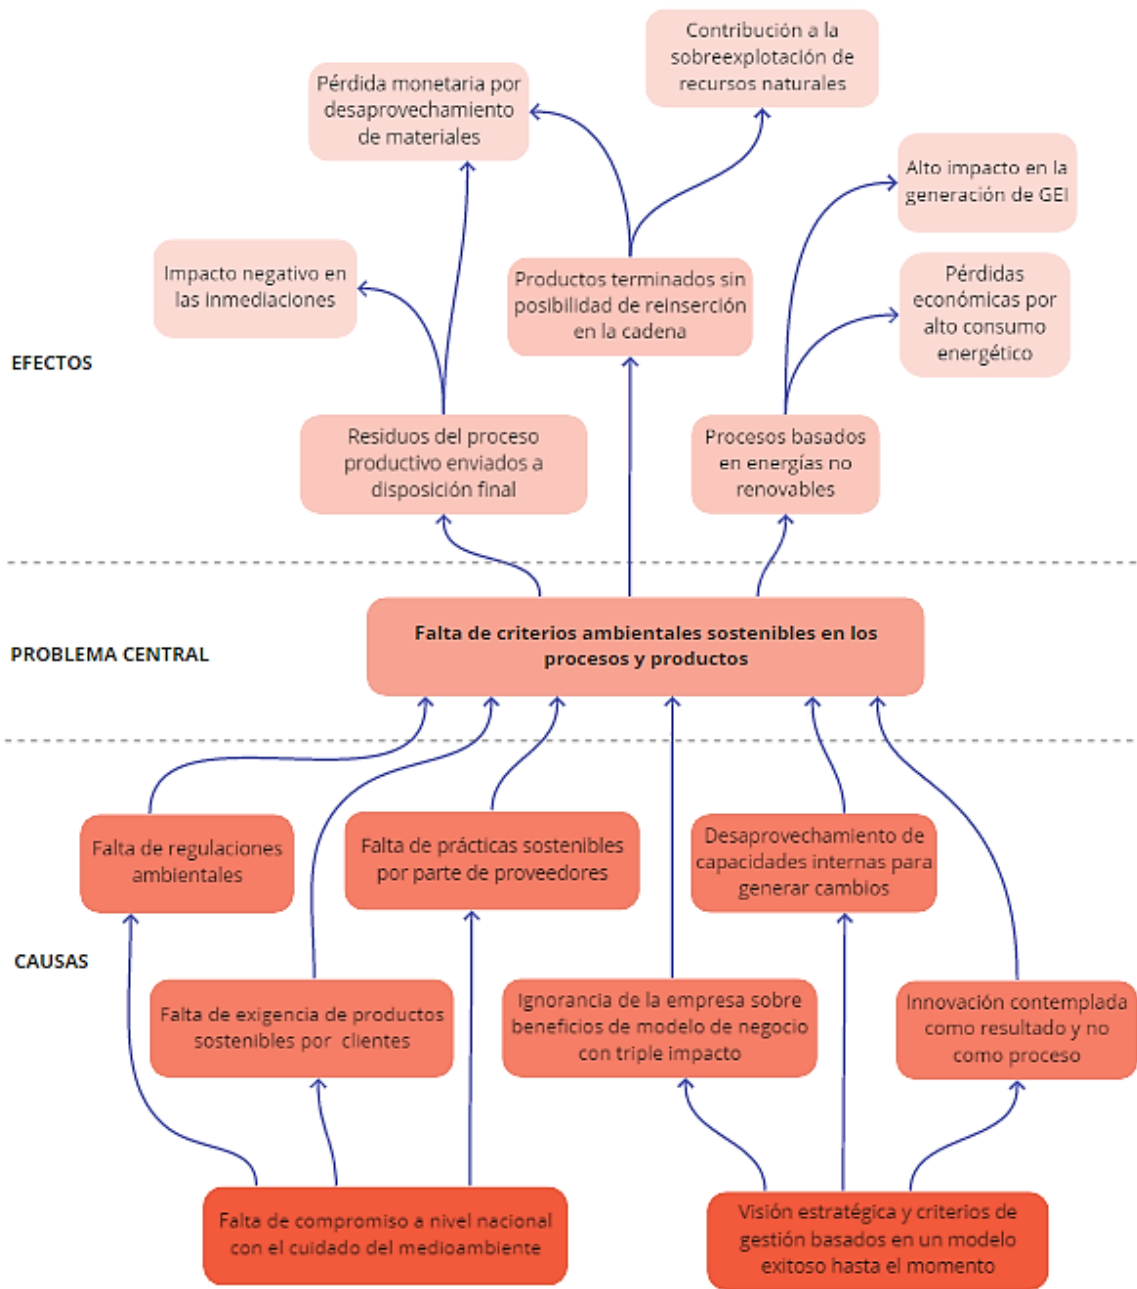 Contribución a la
sobreexplotación de
recursos naturales
Pérdida monetaria por
desaprovechamiento
de materiales
Alto impacto en la
generación de GEI
Impacto negativo en
las inmediaciones
Productos terminados sin
posibilidad de reinserción
en la cadena
Pérdidas
económicas por
alto consumo
energético
EFECTOS
Residuos del proceso
productivo enviados a
disposición final
Procesos basados
en energías no
renovables
PROBLEMA CENTRAL
Falta de criterios ambientales sostenibles en los
procesos y productos
Falta de regulaciones
ambientales
Falta de prácticas sostenibles
por parte de proveedores
Desaprovechamiento de
capacidades internas para
generar cambios
CAUSAS
Falta de exigencia de productos
sostenibles por clientes
Ignorancia de la empresa sobre
beneficios de modelo de negocio
con triple impacto
Innovación contemplada
como resultado y no
como proceso
Falta de compromiso a nivel nacional
con el cuidado del medioambiente
Visión estratégica y criterios de
gestión basados en un modelo
exitoso hasta el momento